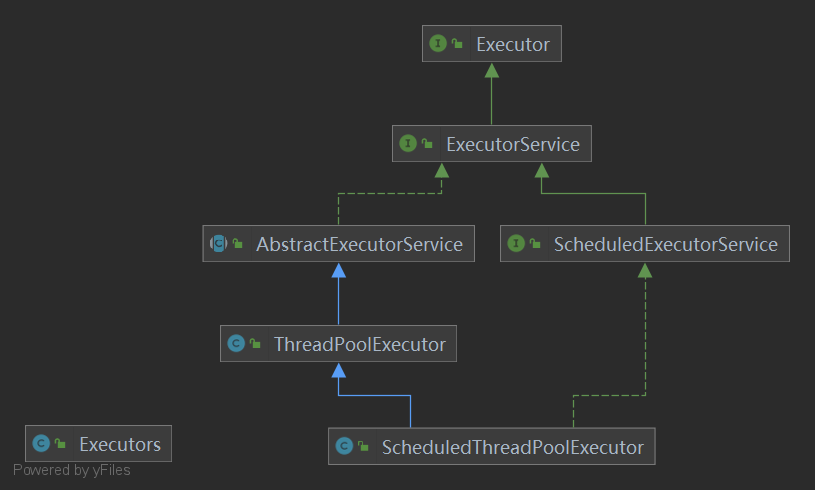 Executor
ExecutorService
AbstractExecutorService
ScheduledExecutorService
ThreadPoolExecutor
Executors
ScheduledThreadPoolExecutor
Powered by yFiles